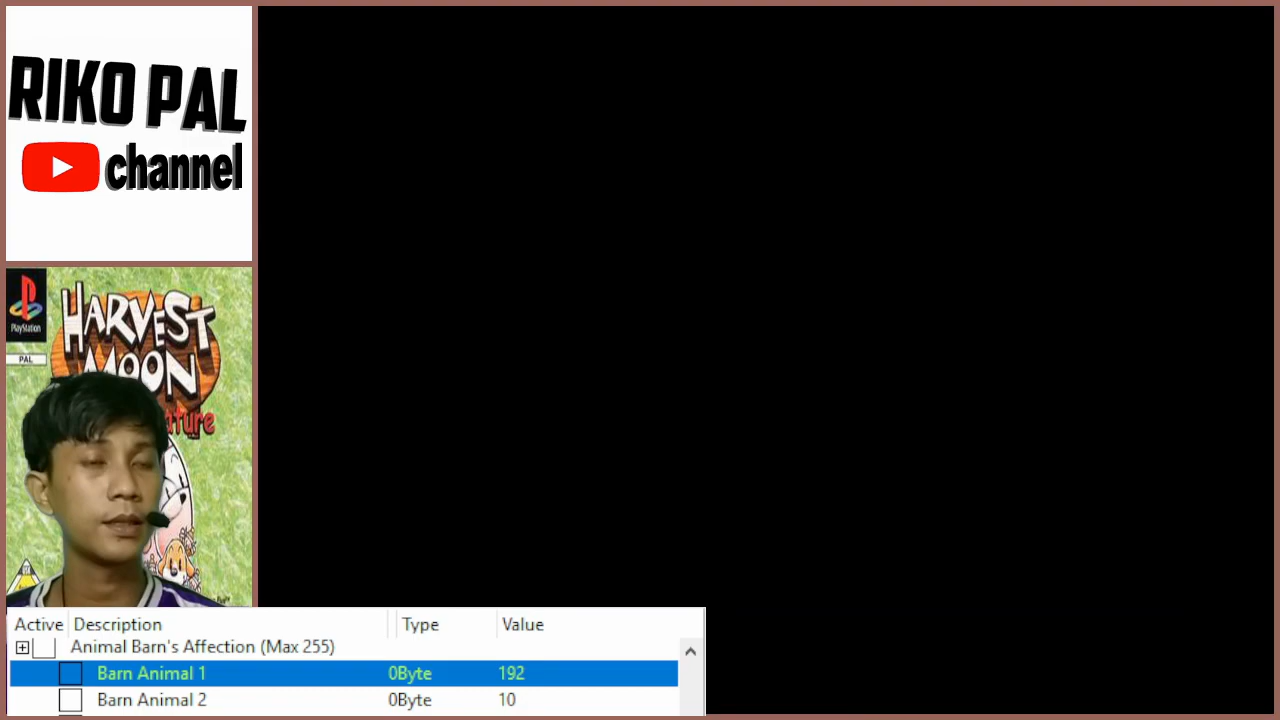 RIKO PAL
channel
PlayStation
PAL
HARVEST
MOON
Active Description Type Value
Animal Barn's Affection (Max 255)
Barn Animal 1 0Byte 192
Barn Animal 2 0Byte 10